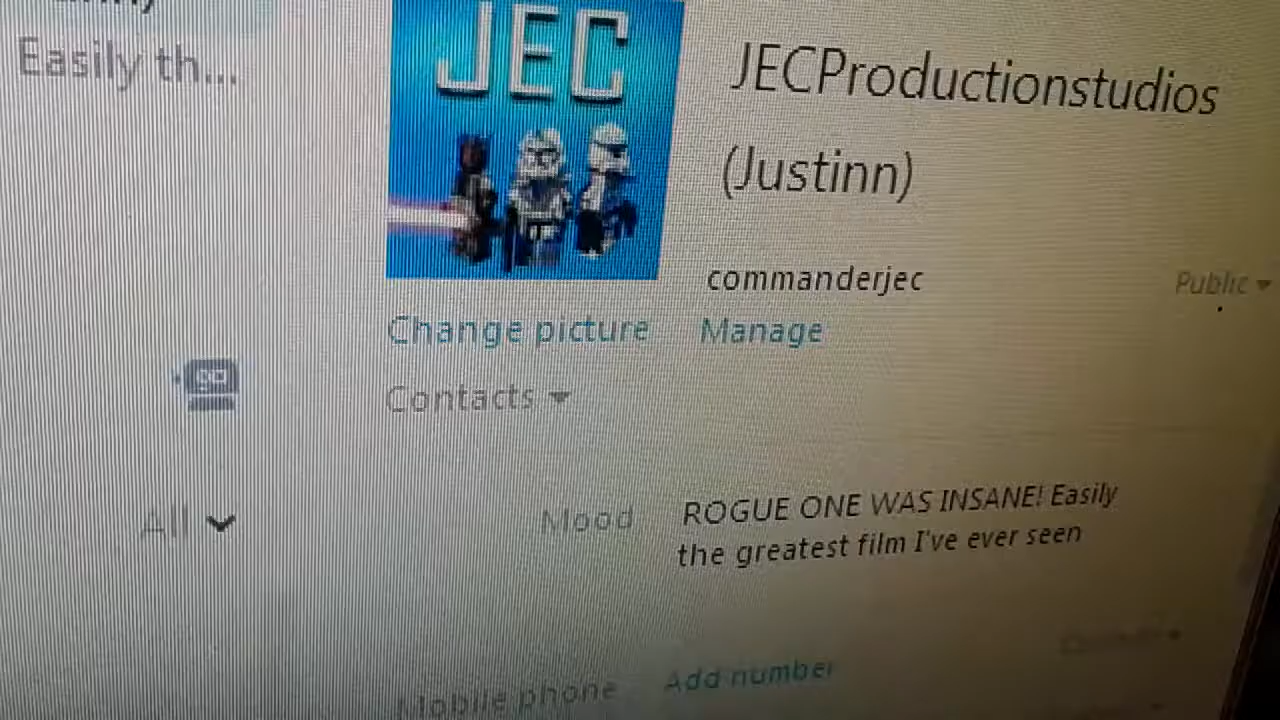 Easily th...
JEC
JECProductionstudios
(Justinn)
commanderjec
Public
Change picture
Manage
Contacts
All
Mood
ROGUE ONE WAS INSANE! Easily
the greatest film I've ever seen
Mobile phone
Add number